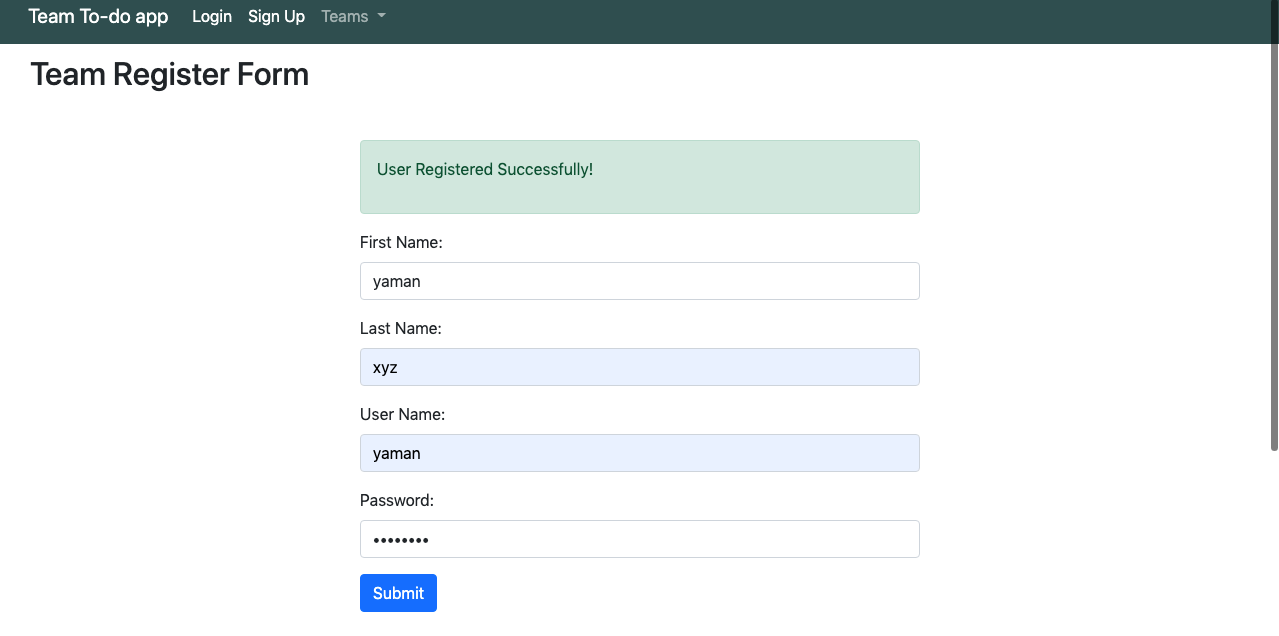 Team To-do app Login Sign Up Teams
Team Register Form
User Registered Successfully!
First Name:
yaman
Last Name:
xyz
User Name:
yaman
Password:
••••••••
Submit